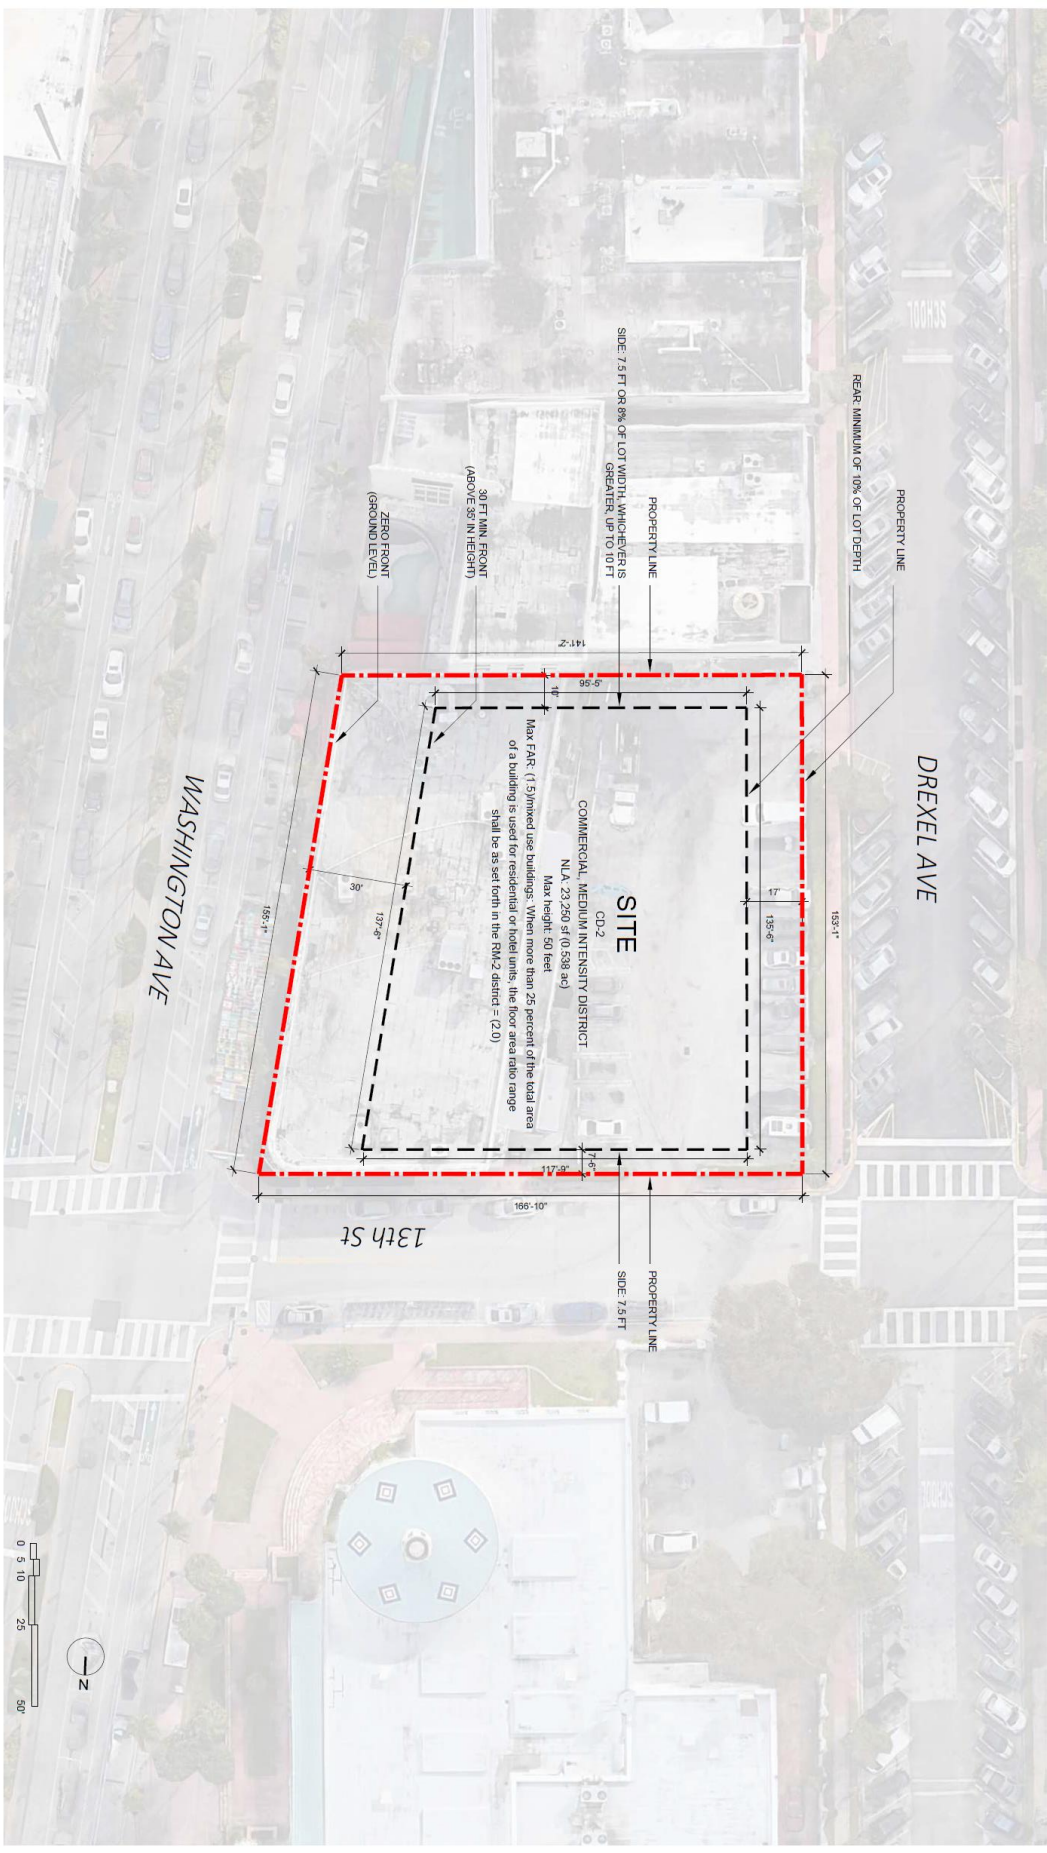 DREXEL AVE
PROPERTY LINE
REAR: MINIMUM OF 10% OF LOT DEPTH
153'-1"
17'
135'-6"
PROPERTY LINE
SIDE: 7.5 FT OR 8% OF LOT WIDTH, WHICHEVER IS
GREATER, UP TO 10 FT
141'-2"
95'-5"
10'
SITE
CD-2
COMMERCIAL, MEDIUM INTENSITY DISTRICT
NLA: 23,250 sf (0.538 ac)
Max height: 50 feet
Max FAR: (1.5)/mixed use buildings: When more than 25 percent of the total area
of a building is used for residential or hotel units, the floor area ratio range
shall be as set forth in the RM-2 district = (2.0)
PROPERTY LINE
SIDE: 7.5 FT
7'-6"
117'-9"
166'-10"
13th St
30 FT MIN. FRONT
(ABOVE 35' IN HEIGHT)
ZERO FRONT
(GROUND LEVEL)
30'
137'-6"
155'-1"
WASHINGTON AVE
SCHOOL
SCHOOL
N
0 5 10 25 50'